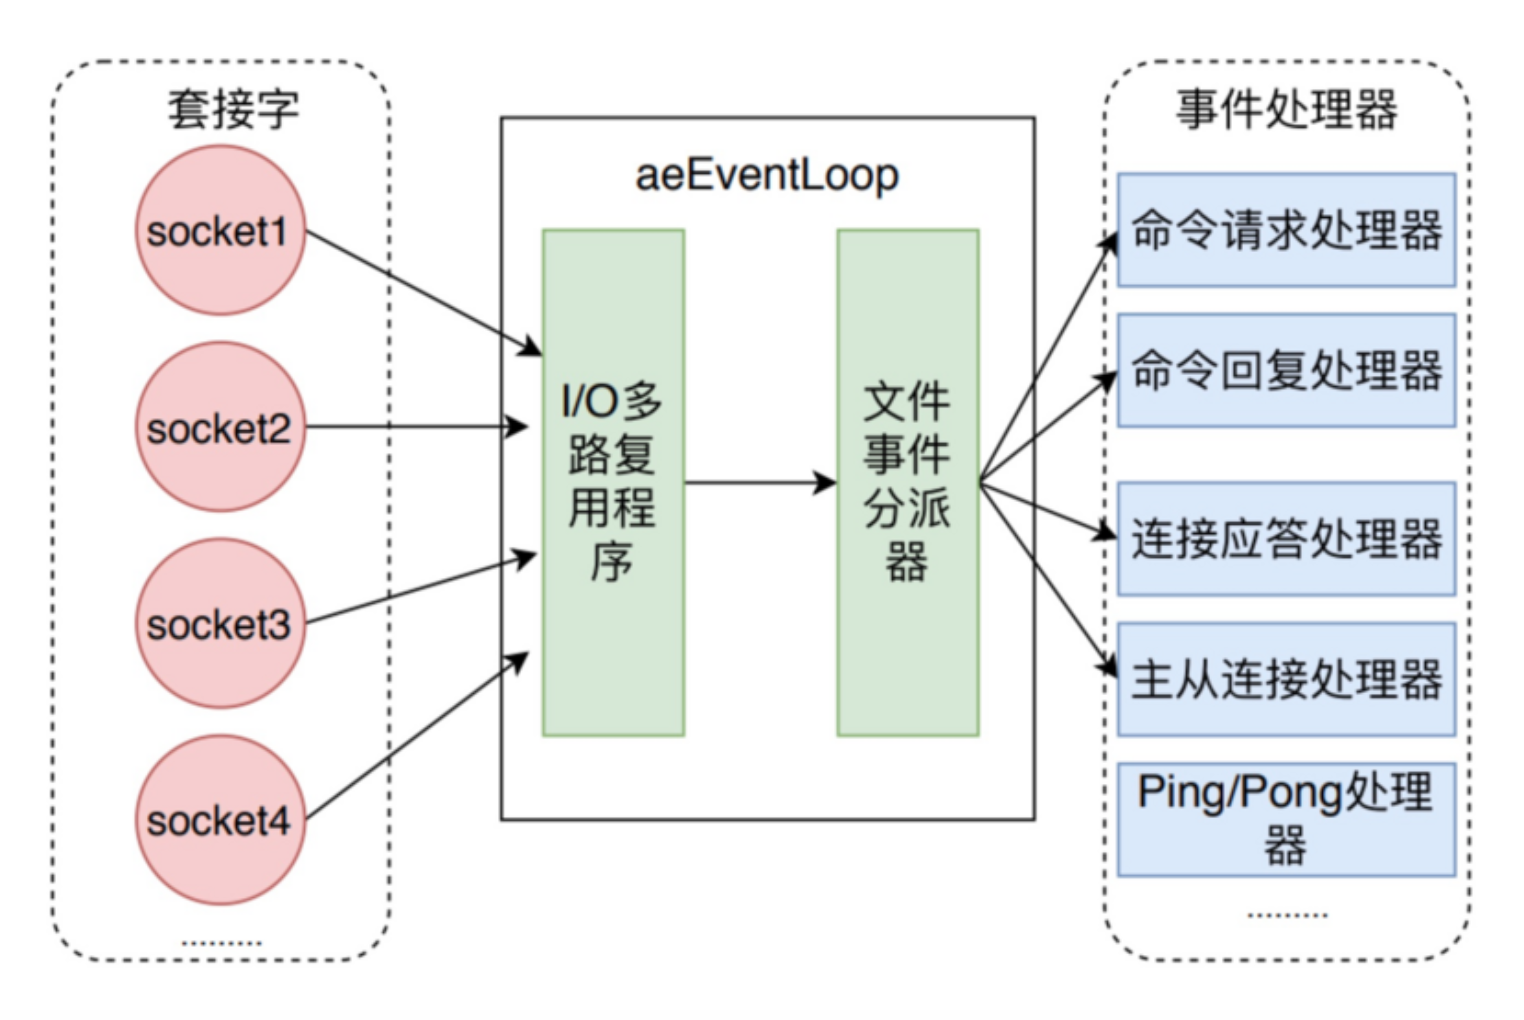 套接字
socket1
socket2
socket3
socket4
.........
aeEventLoop
I/O多
路复
用程
序
文件
事件
分派
器
事件处理器
命令请求处理器
命令回复处理器
连接应答处理器
主从连接处理器
Ping/Pong处理
器
.........